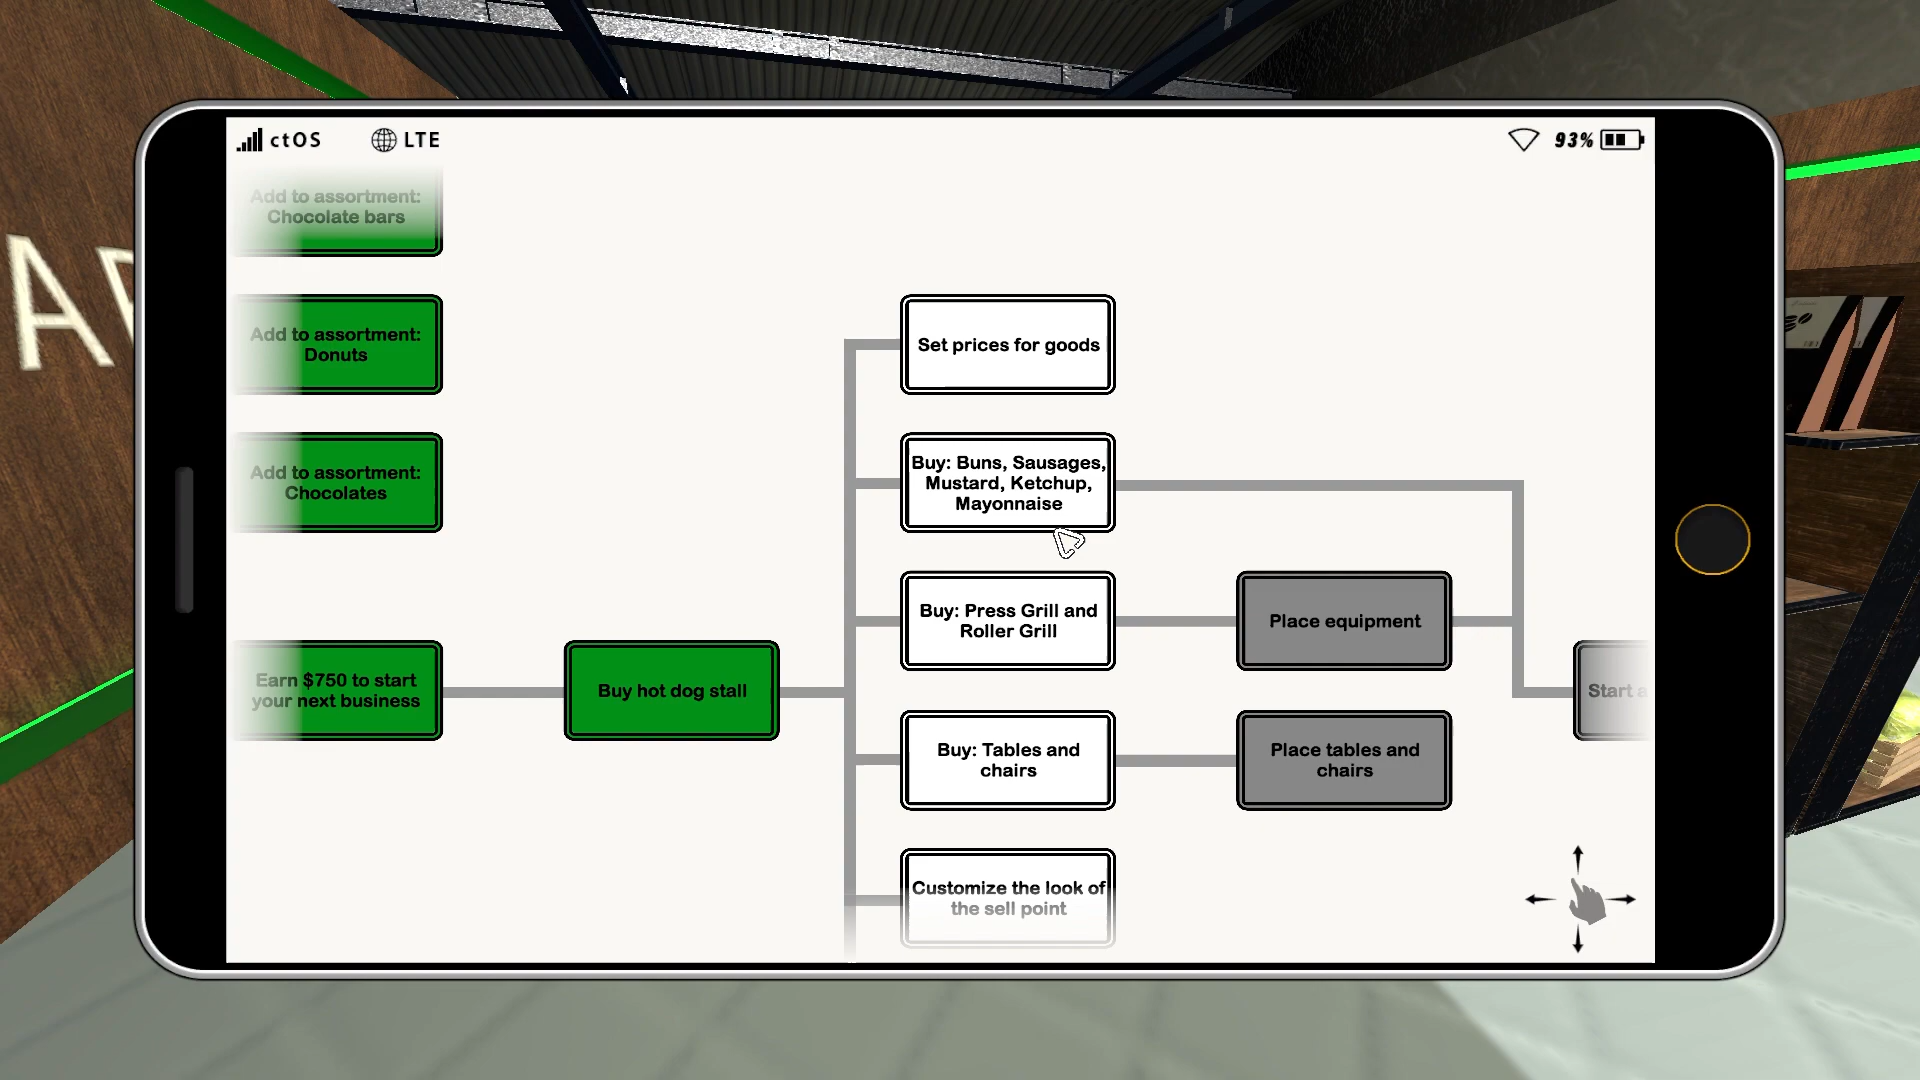 ctOS LTE 93%
Add to assortment:
Chocolate bars
Add to assortment:
Donuts
Add to assortment:
Chocolates
Earn $750 to start
your next business
Buy hot dog stall
Set prices for goods
Buy: Buns, Sausages,
Mustard, Ketchup,
Mayonnaise
Buy: Press Grill and
Roller Grill
Place equipment
Buy: Tables and
chairs
Place tables and
chairs
Customize the look of
the sell point
Start